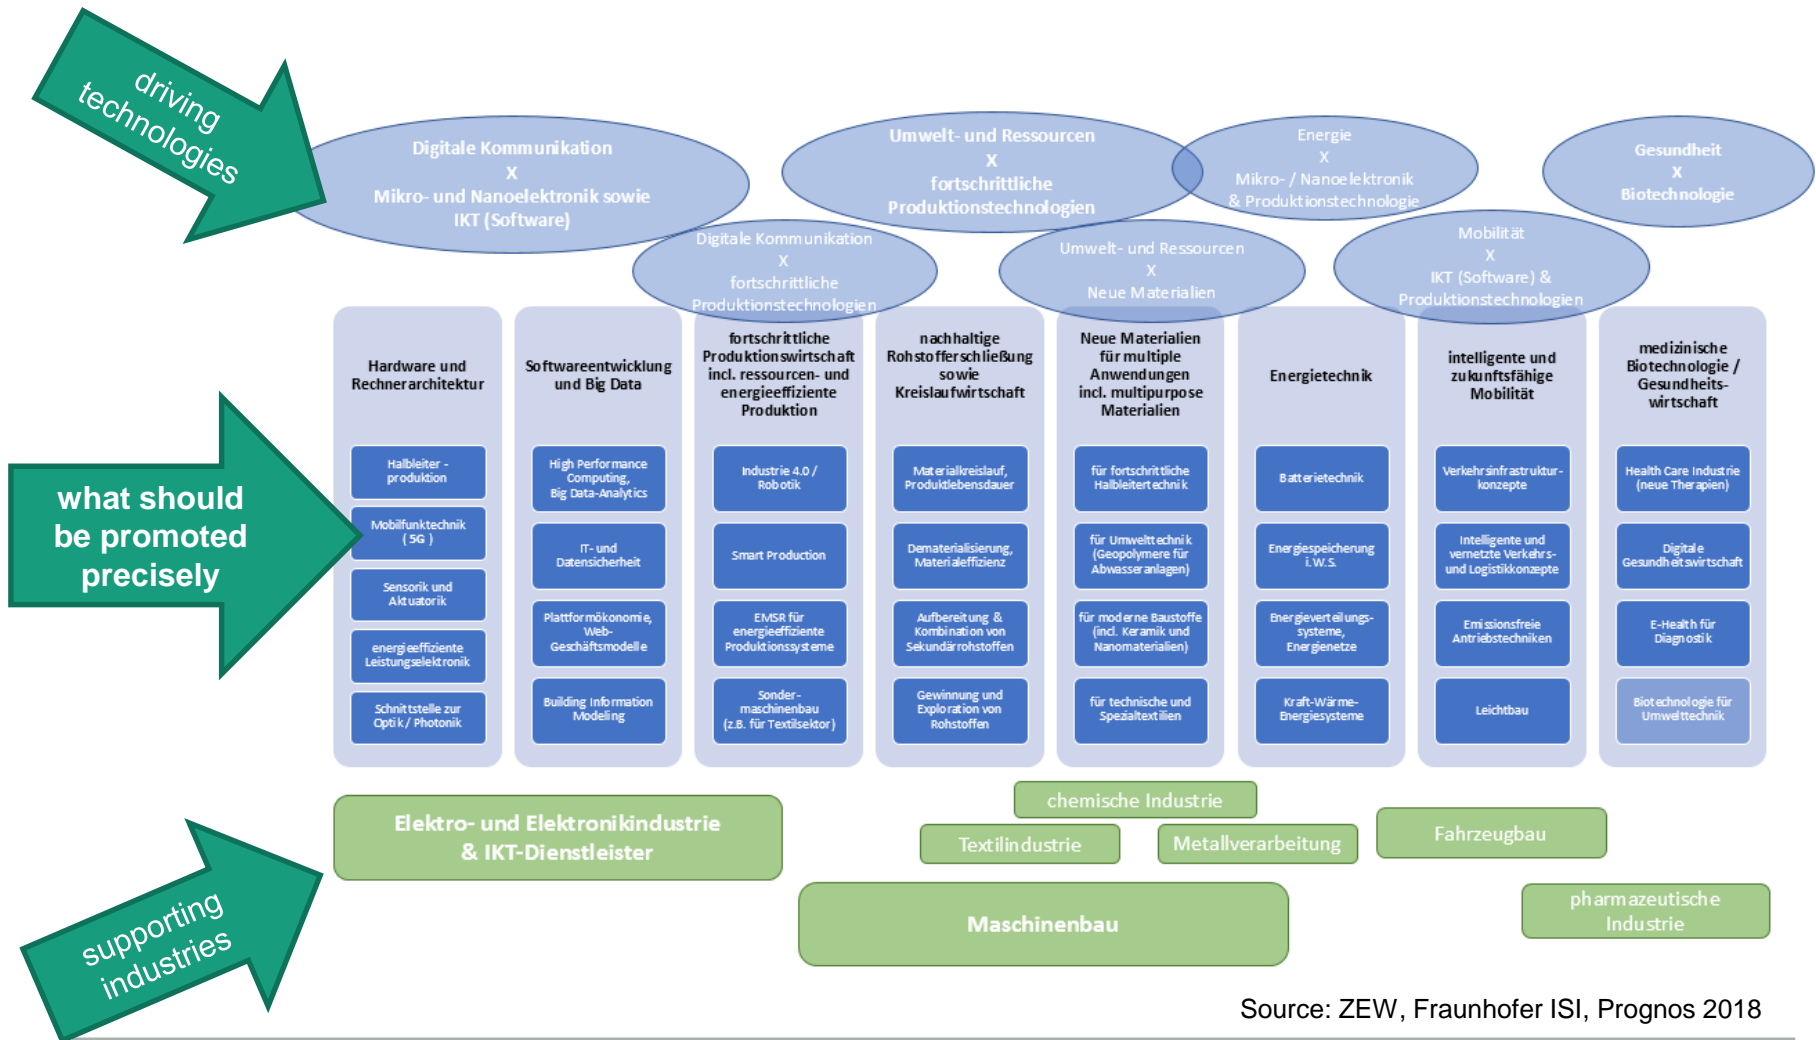 driving
technologies
Digitale Kommunikation
X
Mikro- und Nanoelektronik sowie
IKT (Software)
Umwelt- und Ressourcen
X
fortschrittliche
Produktionstechnologien
Energie
X
Mikro- / Nanoelektronik
& Produktionstechnologie
Gesundheit
X
Biotechnologie
Digitale Kommunikation
X
fortschrittliche
Produktionstechnologien
Umwelt- und Ressourcen
X
Neue Materialien
Mobilität
X
IKT (Software) &
Produktionstechnologien
what should
be promoted
precisely
Hardware und
Rechnerarchitektur
Halbleiter -
produktion
Mobilfunktechnik
( 5G )
Sensorik und
Aktuatorik
energieeffiziente
Leistungselektronik
Schnittstelle zur
Optik / Photonik
Softwareentwicklung
und Big Data
High Performance
Computing,
Big Data-Analytics
IT- und
Datensicherheit
Plattformökonomie,
Web-
Geschäftsmodelle
Building Information
Modeling
fortschrittliche
Produktionswirtschaft
incl. ressourcen- und
energieeffiziente
Produktion
Industrie 4.0 /
Robotik
Smart Production
EMSR für
energieeffiziente
Produktionssysteme
Sonder-
maschinenbau
(z.B. für Textilsektor)
nachhaltige
Rohstofferschließung
sowie
Kreislaufwirtschaft
Materialkreislauf,
Produktlebensdauer
Dematerialisierung,
Materialeffizienz
Aufbereitung &
Kombination von
Sekundärrohstoffen
Gewinnung und
Exploration von
Rohstoffen
Neue Materialien
für multiple
Anwendungen
incl. multipurpose
Materialien
für fortschrittliche
Halbleitertechnik
für Umwelttechnik
(Geopolymere für
Abwasseranlagen)
für moderne Baustoffe
(incl. Keramik und
Nanomaterialien)
für technische und
Spezialtextilien
Energietechnik
Batterietechnik
Energiespeicherung
i.W.S.
Energieverteilungs-
systeme,
Energienetze
Kraft-Wärme-
Energiesysteme
intelligente und
zukunftsfähige
Mobilität
Verkehrsinfrastruktur-
konzepte
Intelligente und
vernetzte Verkehrs-
und Logistikkonzepte
Emissionsfreie
Antriebstechniken
Leichtbau
medizinische
Biotechnologie /
Gesundheits-
wirtschaft
Health Care Industrie
(neue Therapien)
Digitale
Gesundheitswirtschaft
E-Health für
Diagnostik
Biotechnologie für
Umwelttechnik
supporting
industries
Elektro- und Elektronikindustrie
& IKT-Dienstleister
chemische Industrie
Textilindustrie
Metallverarbeitung
Fahrzeugbau
Maschinenbau
pharmazeutische
Industrie
Source: ZEW, Fraunhofer ISI, Prognos 2018